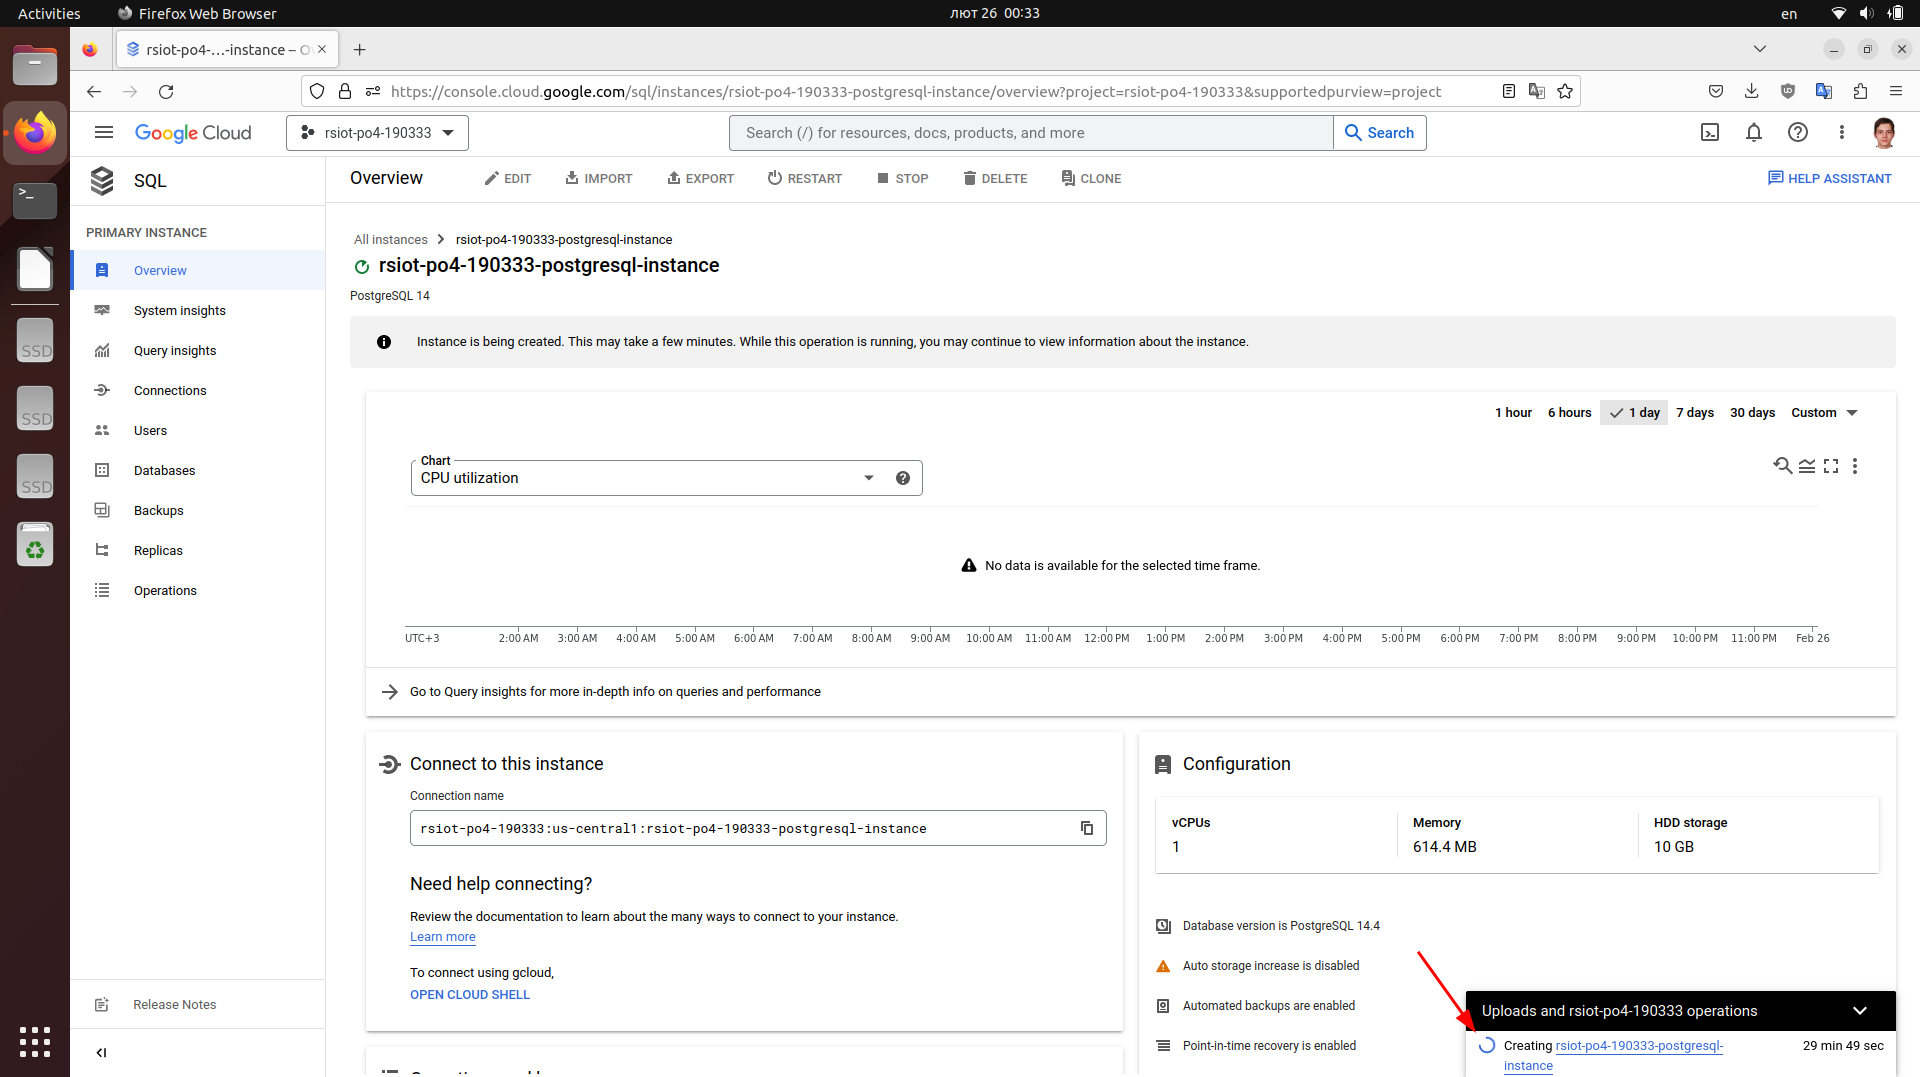 Activities
Firefox Web Browser
лют 26 00:33
en
rsiot-po4-…-instance – O
https://console.cloud.google.com/sql/instances/rsiot-po4-190333-postgresql-instance/overview?project=rsiot-po4-190333&supportedpurview=project
Google Cloud
rsiot-po4-190333
Search (/) for resources, docs, products, and more
Search
SQL
Overview
EDIT
IMPORT
EXPORT
RESTART
STOP
DELETE
CLONE
HELP ASSISTANT
PRIMARY INSTANCE
Overview
System insights
Query insights
Connections
Users
Databases
Backups
Replicas
Operations
Release Notes
SSD
SSD
SSD
All instances
rsiot-po4-190333-postgresql-instance
rsiot-po4-190333-postgresql-instance
PostgreSQL 14
Instance is being created. This may take a few minutes. While this operation is running, you may continue to view information about the instance.
1 hour
6 hours
1 day
7 days
30 days
Custom
Chart
CPU utilization
No data is available for the selected time frame.
UTC+3 2:00 AM 3:00 AM 4:00 AM 5:00 AM 6:00 AM 7:00 AM 8:00 AM 9:00 AM 10:00 AM 11:00 AM 12:00 PM 1:00 PM 2:00 PM 3:00 PM 4:00 PM 5:00 PM 6:00 PM 7:00 PM 8:00 PM 9:00 PM 10:00 PM 11:00 PM Feb 26
Go to Query insights for more in-depth info on queries and performance
Connect to this instance
Connection name
rsiot-po4-190333:us-central1:rsiot-po4-190333-postgresql-instance
Need help connecting?
Review the documentation to learn about the many ways to connect to your instance.
Learn more
To connect using gcloud,
OPEN CLOUD SHELL
Configuration
vCPUs
1
Memory
614.4 MB
HDD storage
10 GB
Database version is PostgreSQL 14.4
Auto storage increase is disabled
Automated backups are enabled
Point-in-time recovery is enabled
Uploads and rsiot-po4-190333 operations
Creating rsiot-po4-190333-postgresql-
instance
29 min 49 sec